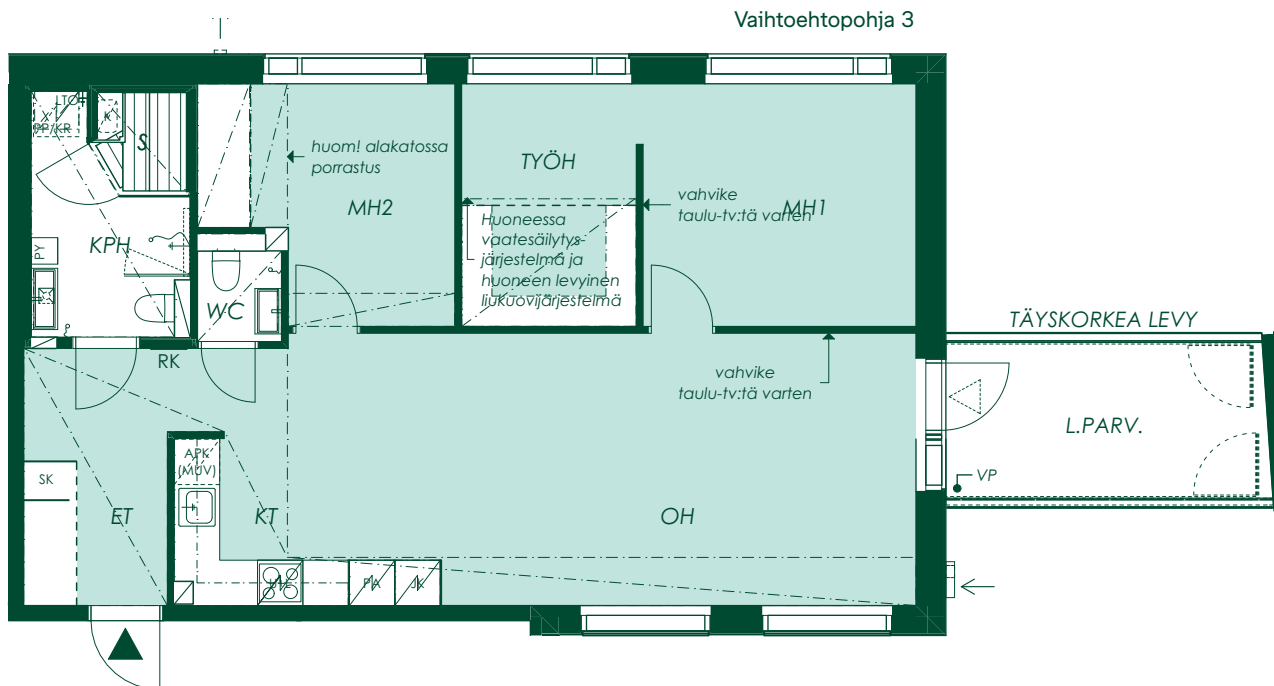 Vaihtoehtopohja 3
LTO
PP/KR
K
S
huom! alakatossa
porrastus
TYÖH
MH2
vahvike
taulu-tv:tä varten
MH1
Huoneessa
vaatesäilytys-
järjestelmä ja
huoneen levyinen
liukuovijärjestelmä
KPH
PY
WC
RK
TÄYSKORKEA LEVY
vahvike
taulu-tv:tä varten
L.PARV.
VP
APK
(MUV)
SK
ET
KT
OH
PA
JK